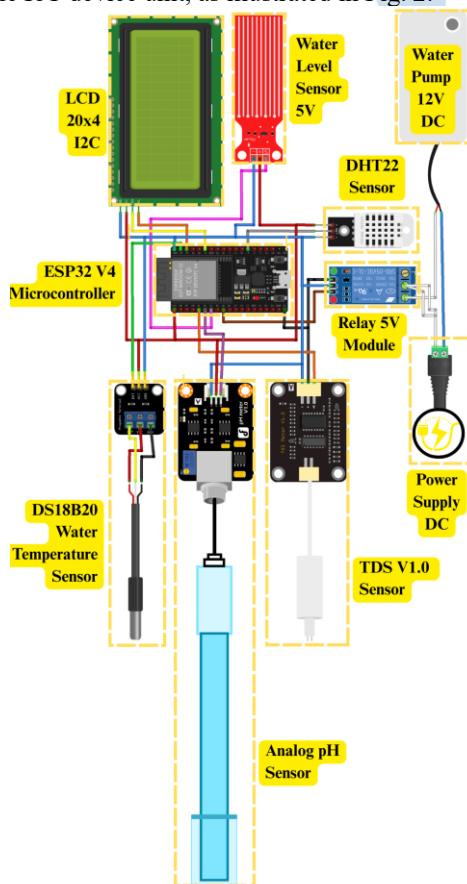 LCD
20x4
I2C
Water
Level
Sensor
5V
Water
Pump
12V
DC
DHT22
Sensor
ESP32 V4
Microcontroller
Relay 5V
Module
DS18B20
Water
Temperature
Sensor
TDS V1.0
Sensor
Power
Supply
DC
Analog pH
Sensor